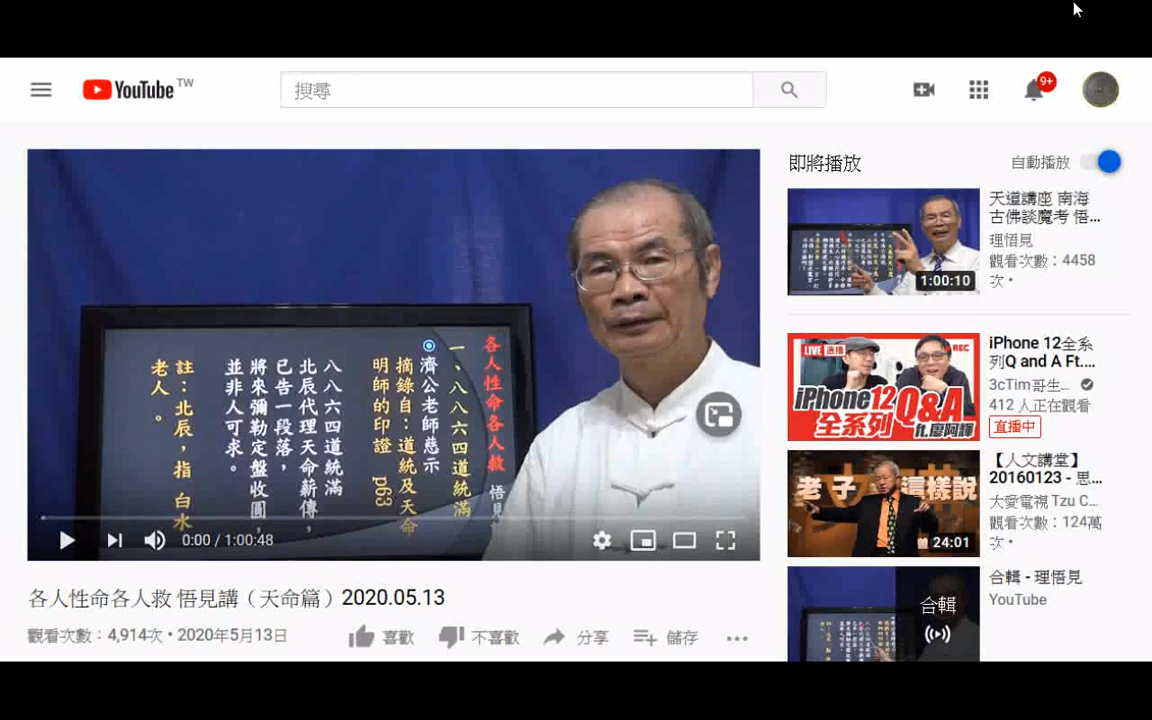 YouTube TW
搜尋
9+
各人性命各人救 悟見
一、八八六四道統滿
濟公老師慈示
摘錄自：道統及天命
明師的印證 p63
八八六四道統滿
北辰代理天命薪傳，
已告一段落，
將來彌勒定盤收圓，
並非人可求。
註：北辰，指 白水
老人 。
0:00 / 1:00:48
各人性命各人救 悟見講（天命篇）2020.05.13
觀看次數：4,914次 • 2020年5月13日
喜歡
不喜歡
分享
儲存
即將播放
自動播放
天道講座 南海
古佛談魔考 悟...
理悟見
觀看次數：4458
次 •
1:00:10
LIVE 直播
REC
iPhone12
全系列
Q&A
ft.廖阿輝
iPhone 12全系
列Q and A Ft....
3cTim哥生...
412 人正在觀看
直播中
老子 這樣說
24:01
【人文講堂】
20160123 - 思...
大愛電視 Tzu C...
觀看次數：124萬
次 •
合輯
合輯 - 理悟見
YouTube